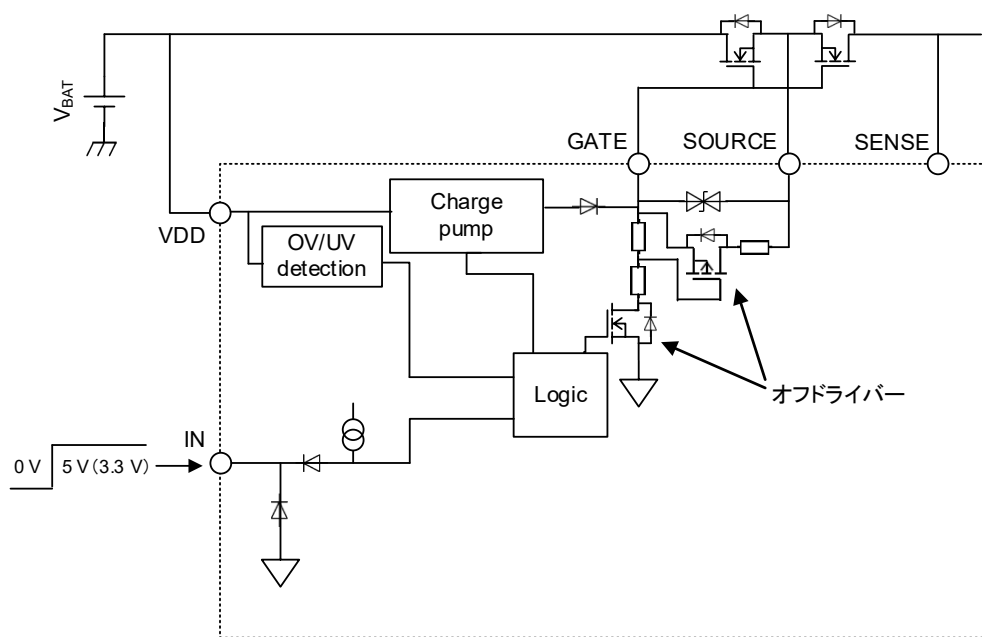 VBAT
GATE
SOURCE
SENSE
VDD
Charge
pump
OV/UV
detection
Logic
オフドライバー
IN
0 V
5 V(3.3 V)